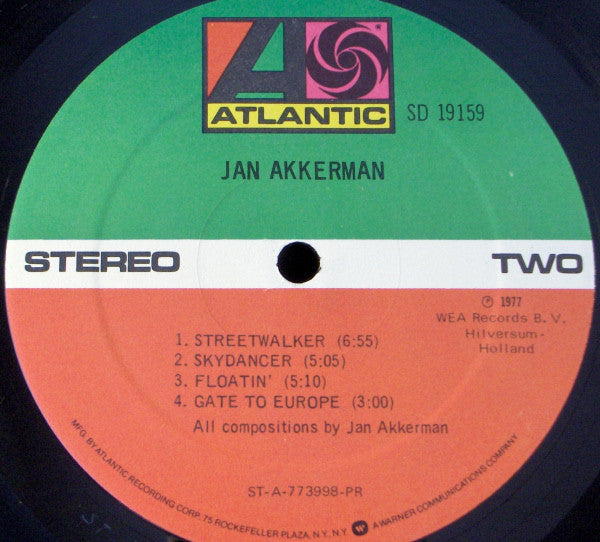 A
ATLANTIC
SD 19159
JAN AKKERMAN
STEREO
TWO
℗ 1977
WEA Records B. V.
Hilversum-
Holland
1. STREETWALKER (6:55)
2. SKYDANCER (5:05)
3. FLOATIN' (5:10)
4. GATE TO EUROPE (3:00)
All compositions by Jan Akkerman
ST-A-773998-PR
MFG. BY ATLANTIC RECORDING CORP. 75 ROCKEFELLER PLAZA, N.Y. N.Y. A WARNER COMMUNICATIONS COMPANY